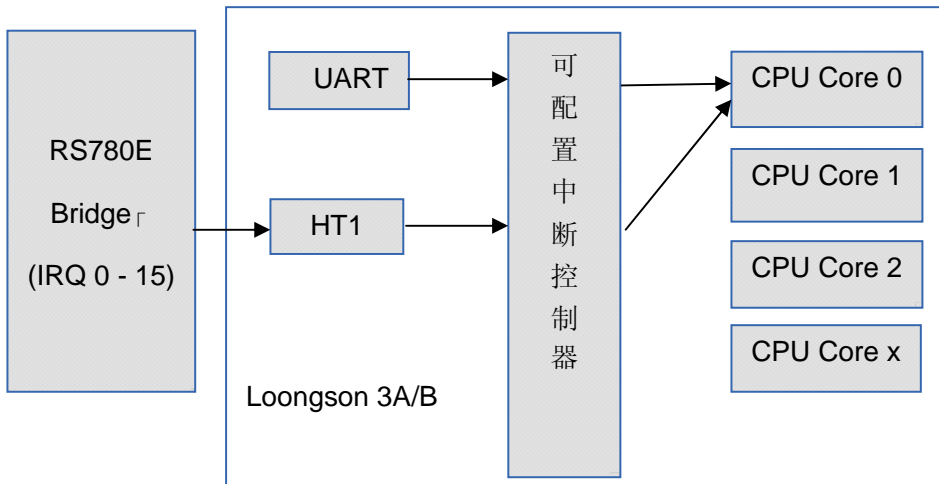 RS780E
Bridge┌
(IRQ 0 - 15)
UART
HT1
Loongson 3A/B
可
配
置
中
断
控
制
器
CPU Core 0
CPU Core 1
CPU Core 2
CPU Core x